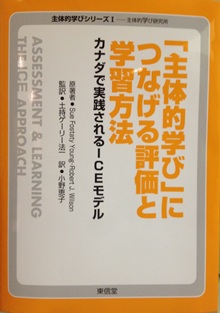 主体的学びシリーズ1──主体的学び研究所
「主体的学び」に
つなげる評価と
学習方法
カナダで実践されるICEモデル
原著者●Sue Fostaty Young・Robert J. Wilson
監訳●土持ゲーリー法一 訳●小野恵子
ASSESSMENT & LEARNING
THE ICE APPROACH
東信堂